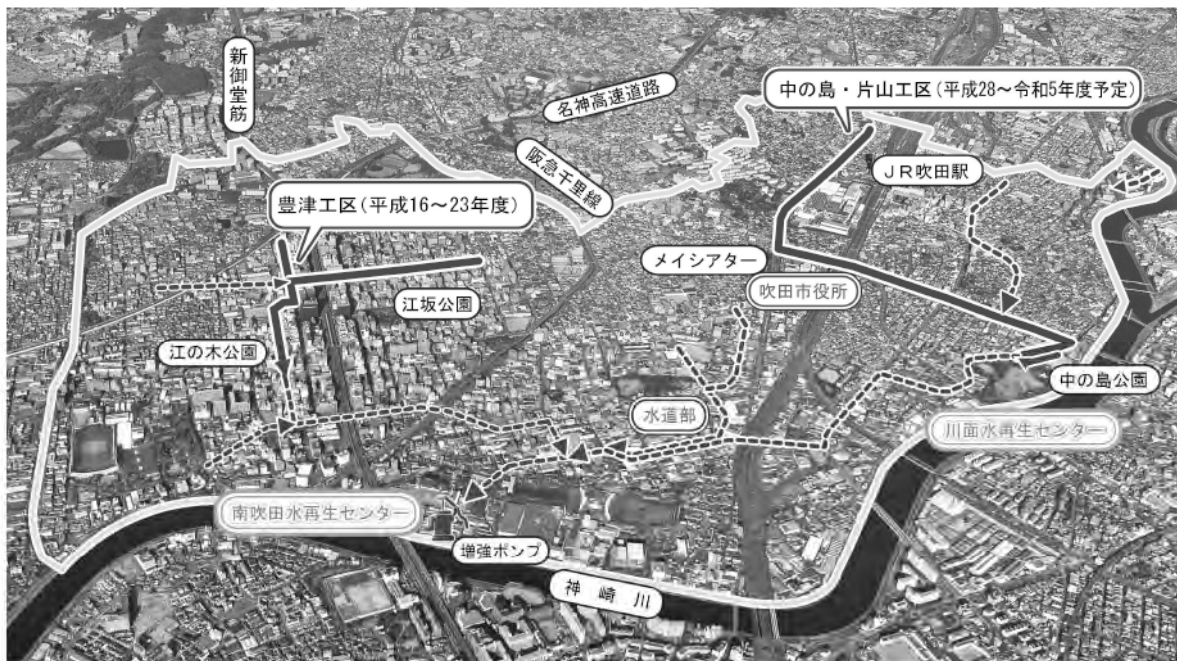 新御堂筋
名神高速道路
中の島・片山工区(平成28~令和5年度予定)
阪急千里線
JR吹田駅
豊津工区(平成16~23年度)
メイシアター
吹田市役所
江坂公園
江の木公園
中の島公園
水道部
川面水再生センター
南吹田水再生センター
増強ポンプ
神崎川